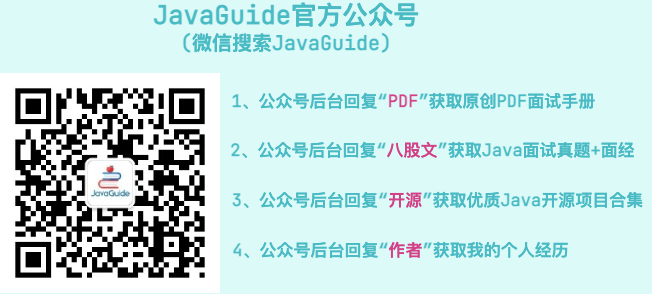 JavaGuide官方公众号
(微信搜索JavaGuide)
JavaGuide
1、公众号后台回复“PDF”获取原创PDF面试手册
2、公众号后台回复“八股文”获取Java面试真题+面经
3、公众号后台回复“开源”获取优质Java开源项目合集
4、公众号后台回复“作者”获取我的个人经历